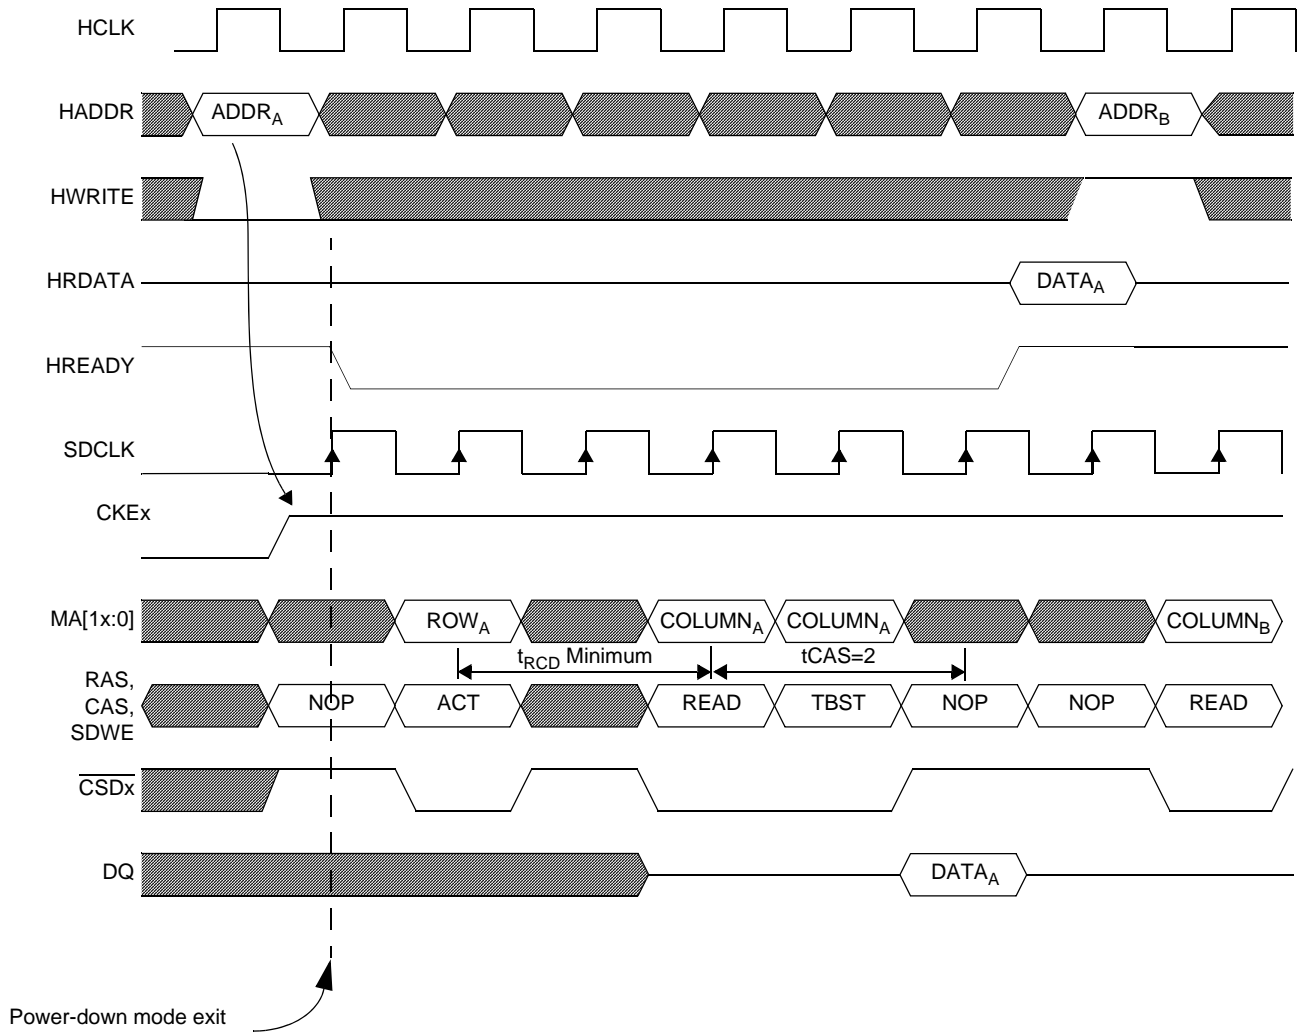 HCLK
HADDR ADDRA ADDRB
HWRITE
HRDATA DATAA
HREADY
SDCLK
CKEx
MA[1x:0] ROWA COLUMNA COLUMNA COLUMNB
tRCD Minimum tCAS=2
RAS,
CAS,
SDWE
NOP ACT READ TBST NOP NOP READ
CSDx
DQ DATAA
Power-down mode exit